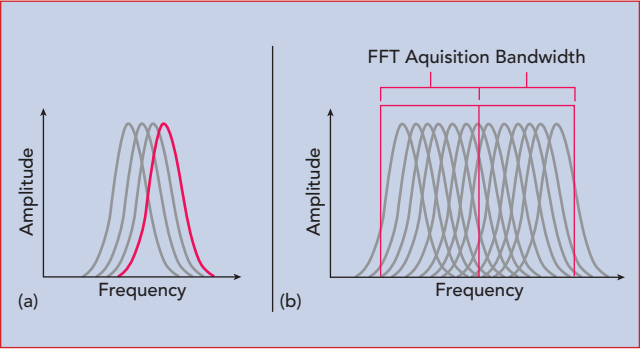 FFT Aquisition Bandwidth
Amplitude
Frequency
(a)
Amplitude
Frequency
(b)